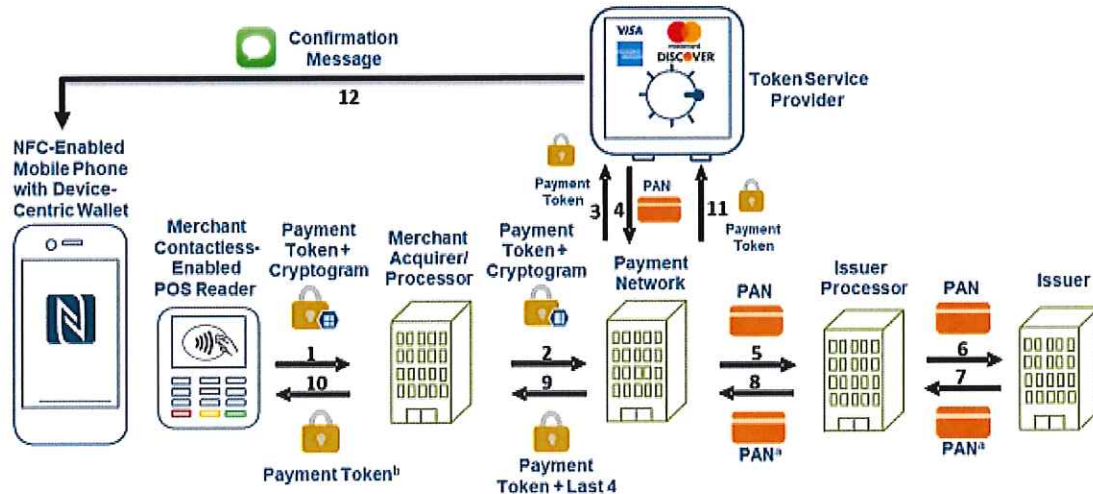 Confirmation
Message
12
VISA
mastercard
AMERICAN
EXPRESS
DISCOVER
Token Service
Provider
NFC-Enabled
Mobile Phone
with Device-
Centric Wallet
Payment
Token
3
4
PAN
11
Payment
Token
Merchant
Contactless-
Enabled
POS Reader
Payment
Token +
Cryptogram
Merchant
Acquirer/
Processor
Payment
Token +
Cryptogram
Payment
Network
PAN
Issuer
Processor
PAN
Issuer
N
1
10
2
9
5
8
6
7
Payment Tokenᵇ
Payment
Token + Last 4
PANᵃ
PANᵃ